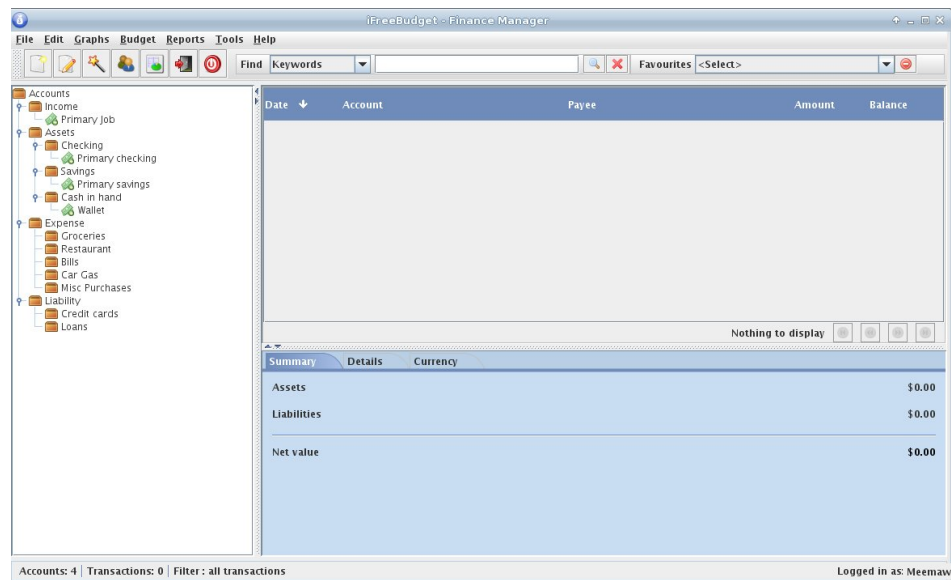 iFreeBudget - Finance Manager
File Edit Graphs Budget Reports Tools Help
Find Keywords Favourites <Select>
Accounts
Income
Primary Job
Assets
Checking
Primary checking
Savings
Primary savings
Cash in hand
Wallet
Expense
Groceries
Restaurant
Bills
Car Gas
Misc Purchases
Liability
Credit cards
Loans
Date Account Payee Amount Balance
Nothing to display
Summary Details Currency
Assets $0.00
Liabilities $0.00
Net value $0.00
Accounts: 4 Transactions: 0 Filter : all transactions Logged in as: Meemaw